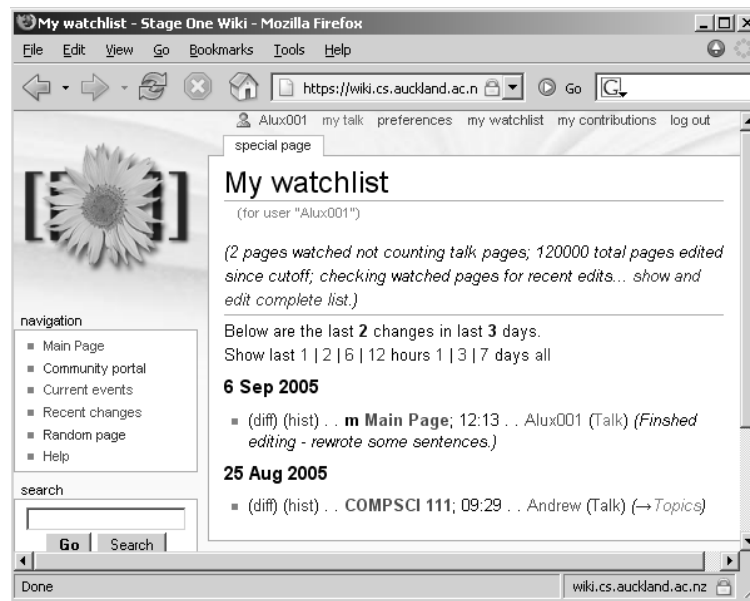 My watchlist - Stage One Wiki - Mozilla Firefox
File Edit View Go Bookmarks Tools Help
https://wiki.cs.auckland.ac.n Go G
Alux001 my talk preferences my watchlist my contributions log out
special page
My watchlist
(for user "Alux001")
(2 pages watched not counting talk pages; 120000 total pages edited
since cutoff; checking watched pages for recent edits... show and
edit complete list.)
Below are the last 2 changes in last 3 days.
Show last 1 | 2 | 6 | 12 hours 1 | 3 | 7 days all
6 Sep 2005
(diff) (hist) . . m Main Page; 12:13 . . Alux001 (Talk) (Finshed
editing - rewrote some sentences.)
25 Aug 2005
(diff) (hist) . . COMPSCI 111; 09:29 . . Andrew (Talk) (→Topics)
navigation
Main Page
Community portal
Current events
Recent changes
Random page
Help
search
Go Search
Done wiki.cs.auckland.ac.nz